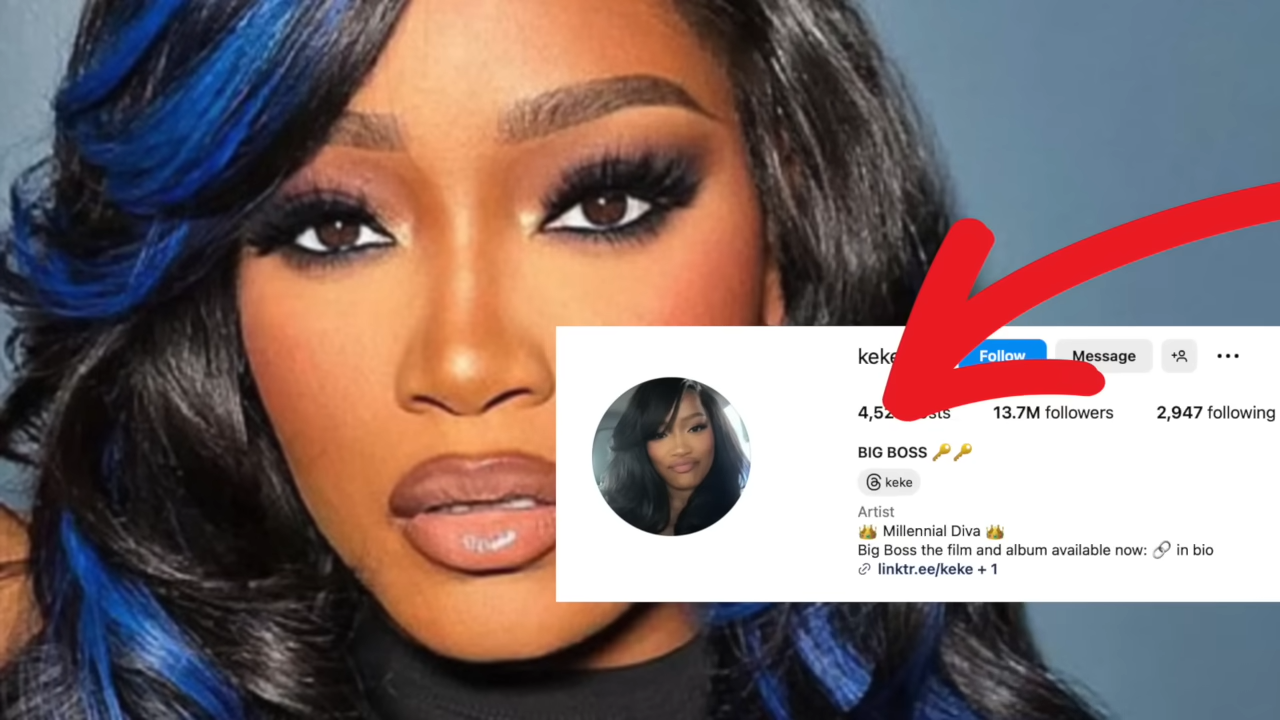 keke Follow Message
13.7M followers 2,947 following
BIG BOSS 🔑🔑
keke
Artist
👑 Millennial Diva 👑
Big Boss the film and album available now: 🔗 in bio
linktr.ee/keke + 1